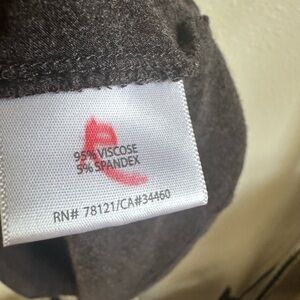 95% VISCOSE
5% SPANDEX
RN# 78121/CA#34460